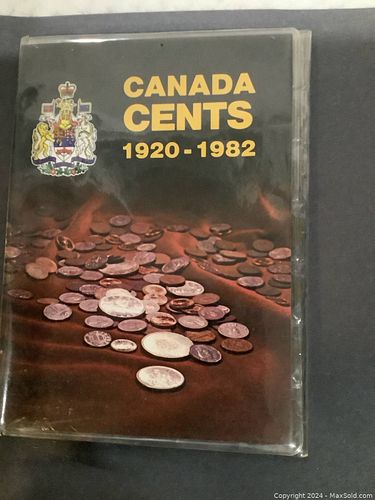 CANADA
CENTS
1920-1982
Copyright 2024 - MaxSold.com